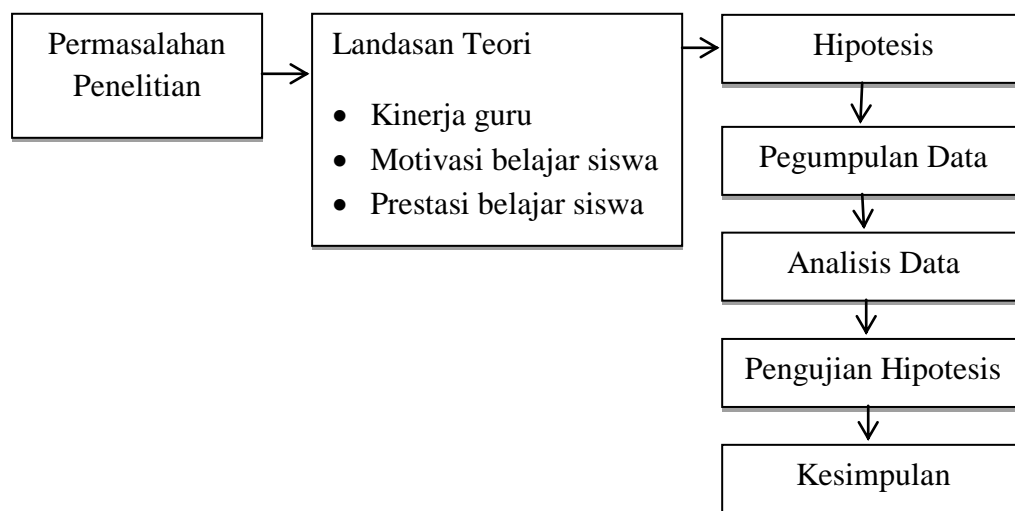 Permasalahan
Penelitian
Landasan Teori
• Kinerja guru
• Motivasi belajar siswa
• Prestasi belajar siswa
Hipotesis
Pegumpulan Data
Analisis Data
Pengujian Hipotesis
Kesimpulan